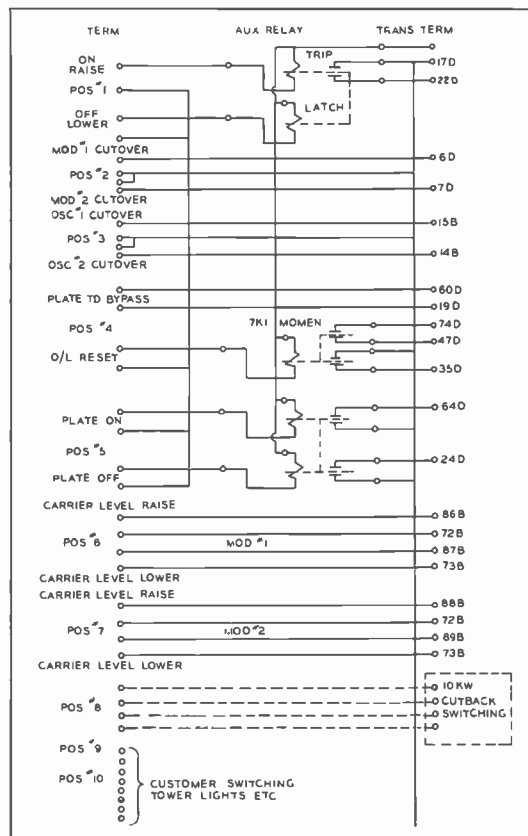 TERM AUX RELAY TRANS TERM
ON
RAISE
TRIP
17D
POS #1
22D
OFF
LOWER
LATCH
MOD #1 CUTOVER
6D
POS #2
7D
MOD #2 CUTOVER
OSC #1 CUTOVER
15B
POS #3
14B
OSC #2 CUTOVER
60D
PLATE TD BYPASS
19D
POS #4
7K1 MOMEN
74D
47D
O/L RESET
35D
PLATE ON
64D
POS #5
24D
PLATE OFF
CARRIER LEVEL RAISE
86B
POS #6
MOD #1
72B
87B
73B
CARRIER LEVEL LOWER
CARRIER LEVEL RAISE
88B
POS #7
MOD #2
72B
89B
73B
CARRIER LEVEL LOWER
10 KW
CUTBACK
SWITCHING
POS #8
POS #9
POS #10
CUSTOMER SWITCHING
TOWER LIGHTS ETC